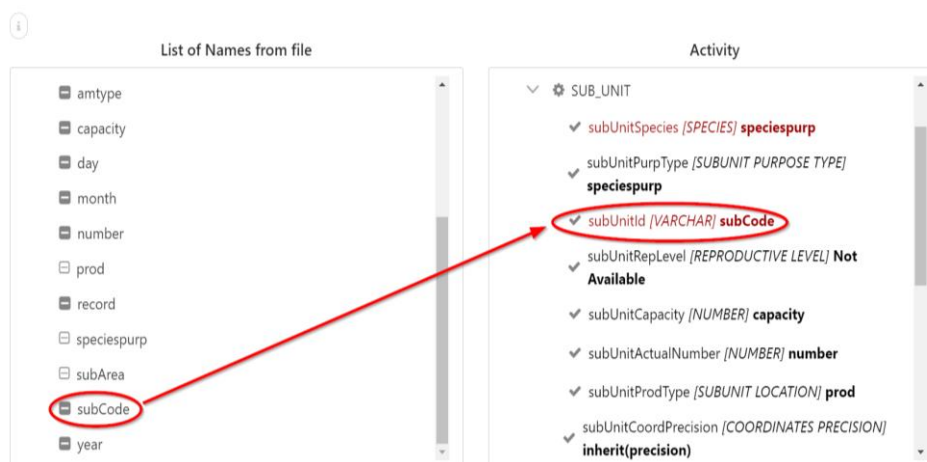 i
List of Names from file
Activity
amtype
capacity
day
month
number
prod
record
speciespurp
subArea
subCode
year
SUB_UNIT
subUnitSpecies [SPECIES] speciespurp
subUnitPurpType [SUBUNIT PURPOSE TYPE]
speciespurp
subUnitId [VARCHAR] subCode
subUnitRepLevel [REPRODUCTIVE LEVEL] Not
Available
subUnitCapacity [NUMBER] capacity
subUnitActualNumber [NUMBER] number
subUnitProdType [SUBUNIT LOCATION] prod
subUnitCoordPrecision [COORDINATES PRECISION]
inherit(precision)